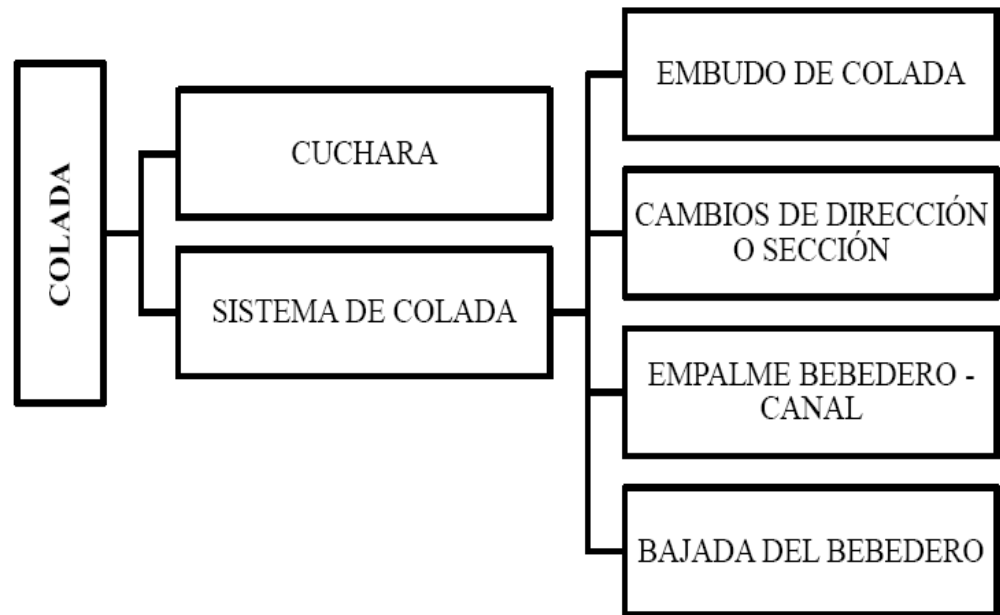 COLADA
CUCHARA
SISTEMA DE COLADA
EMBUDO DE COLADA
CAMBIOS DE DIRECCIÓN
O SECCIÓN
EMPALME BEBEDERO -
CANAL
BAJADA DEL BEBEDERO